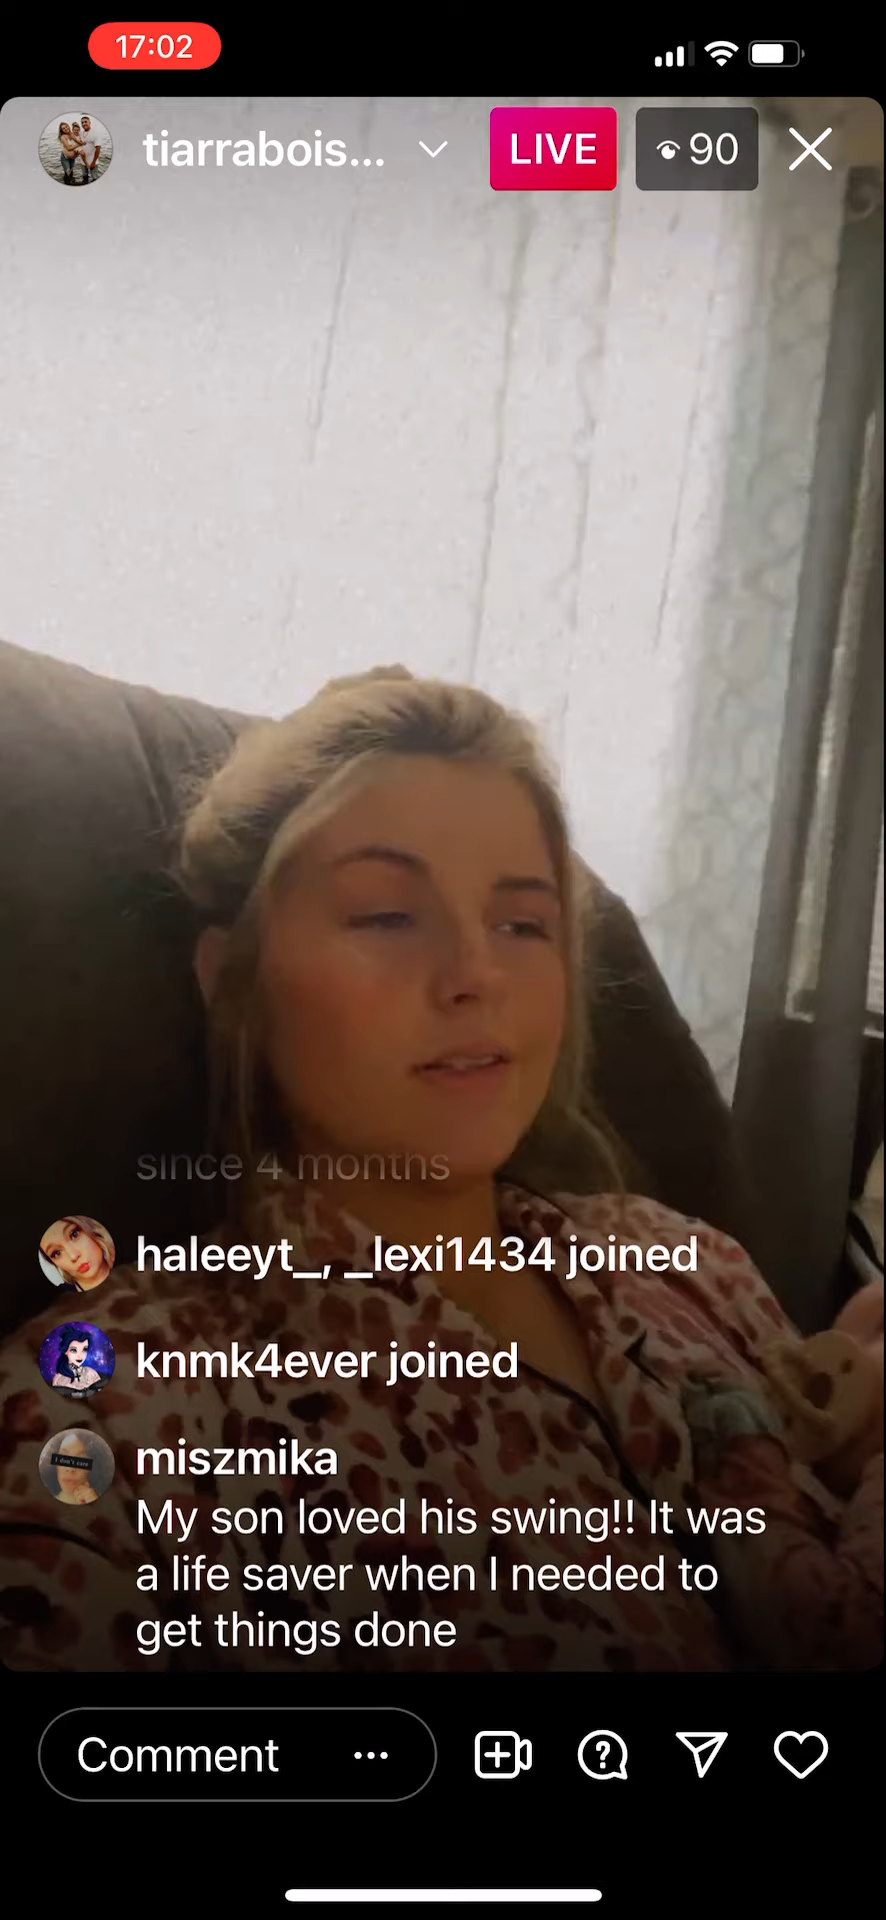 17:02
tiarrabois...
LIVE
90
since 4 months
haleeyt_, _lexi1434 joined
knmk4ever joined
miszmika
My son loved his swing!! It was
a life saver when I needed to
get things done
Comment